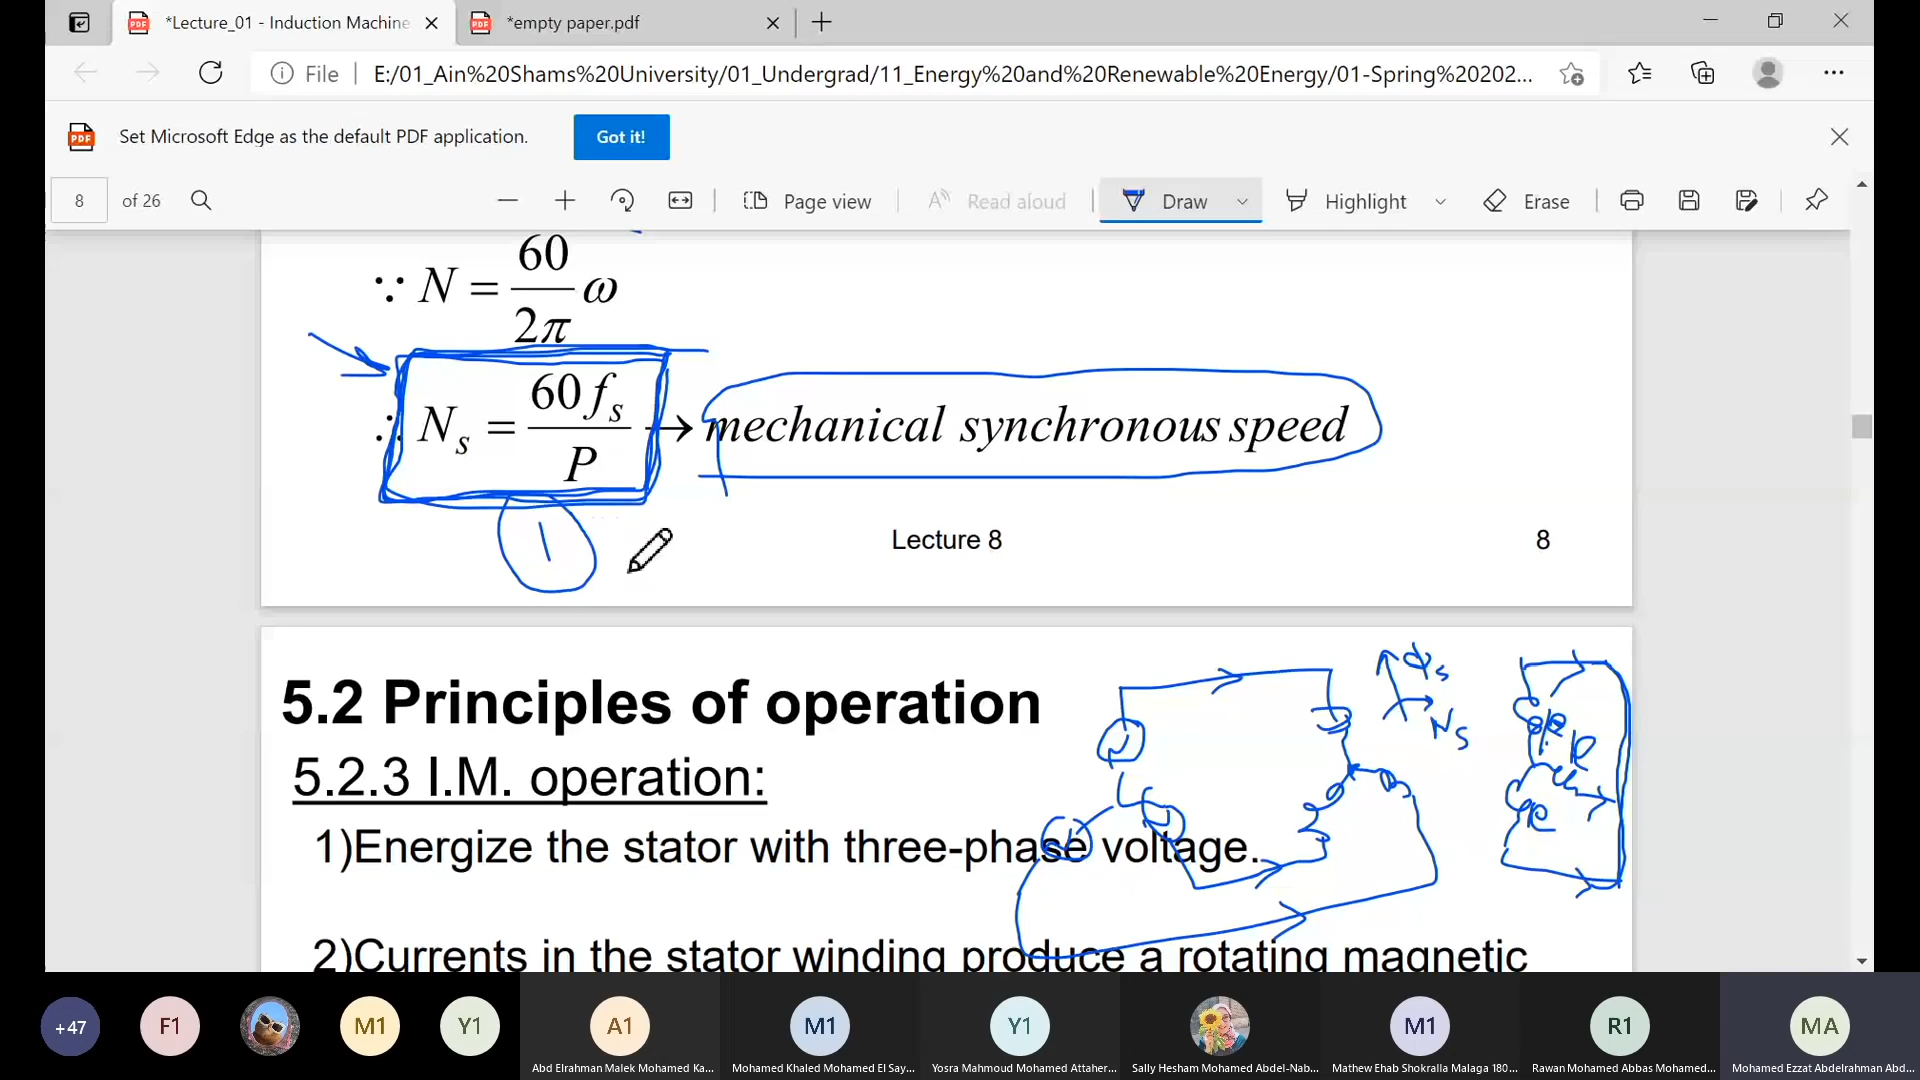 *Lecture_01 - Induction Machine
*empty paper.pdf
File
E:/01_Ain%20Shams%20University/01_Undergrad/11_Energy%20and%20Renewable%20Energy/01-Spring%20202...
Set Microsoft Edge as the default PDF application.
Got it!
8 of 26
Page view
Read aloud
Draw
Highlight
Erase
∵ N = 60/2π ω
∴ Ns = 60 fs / P → mechanical synchronous speed
1
Lecture 8
8
ϕs
Ns
5.2 Principles of operation
5.2.3 I.M. operation:
1)Energize the stator with three-phase voltage.
2)Currents in the stator winding produce a rotating magnetic
+47
F1
M1
Y1
A1
M1
Y1
M1
R1
MA
Abd Elrahman Malek Mohamed Ka...
Mohamed Khaled Mohamed El Say...
Yosra Mahmoud Mohamed Attaher...
Sally Hesham Mohamed Abdel-Nab...
Mathew Ehab Shokralla Malaga 180...
Rawan Mohamed Abbas Mohamed...
Mohamed Ezzat Abdelrahman Abd...